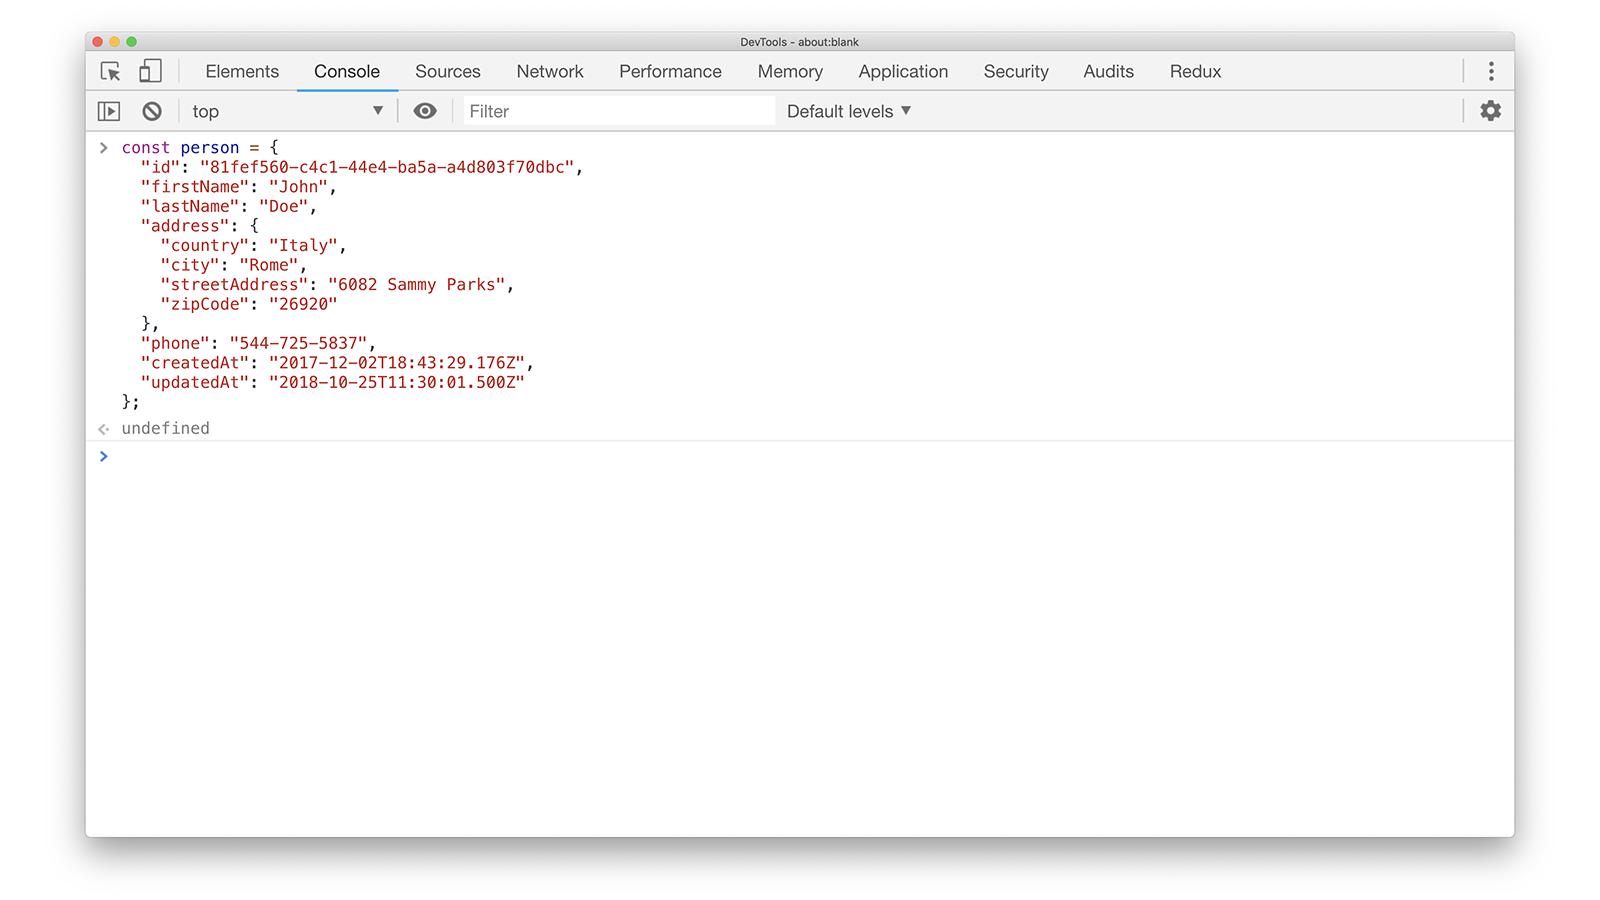 DevTools - about:blank
Elements Console Sources Network Performance Memory Application Security Audits Redux
top ▼ Filter Default levels ▼
> const person = {
  "id": "81fef560-c4c1-44e4-ba5a-a4d803f70dbc",
  "firstName": "John",
  "lastName": "Doe",
  "address": {
    "country": "Italy",
    "city": "Rome",
    "streetAddress": "6082 Sammy Parks",
    "zipCode": "26920"
  },
  "phone": "544-725-5837",
  "createdAt": "2017-12-02T18:43:29.176Z",
  "updatedAt": "2018-10-25T11:30:01.500Z"
};
undefined
>